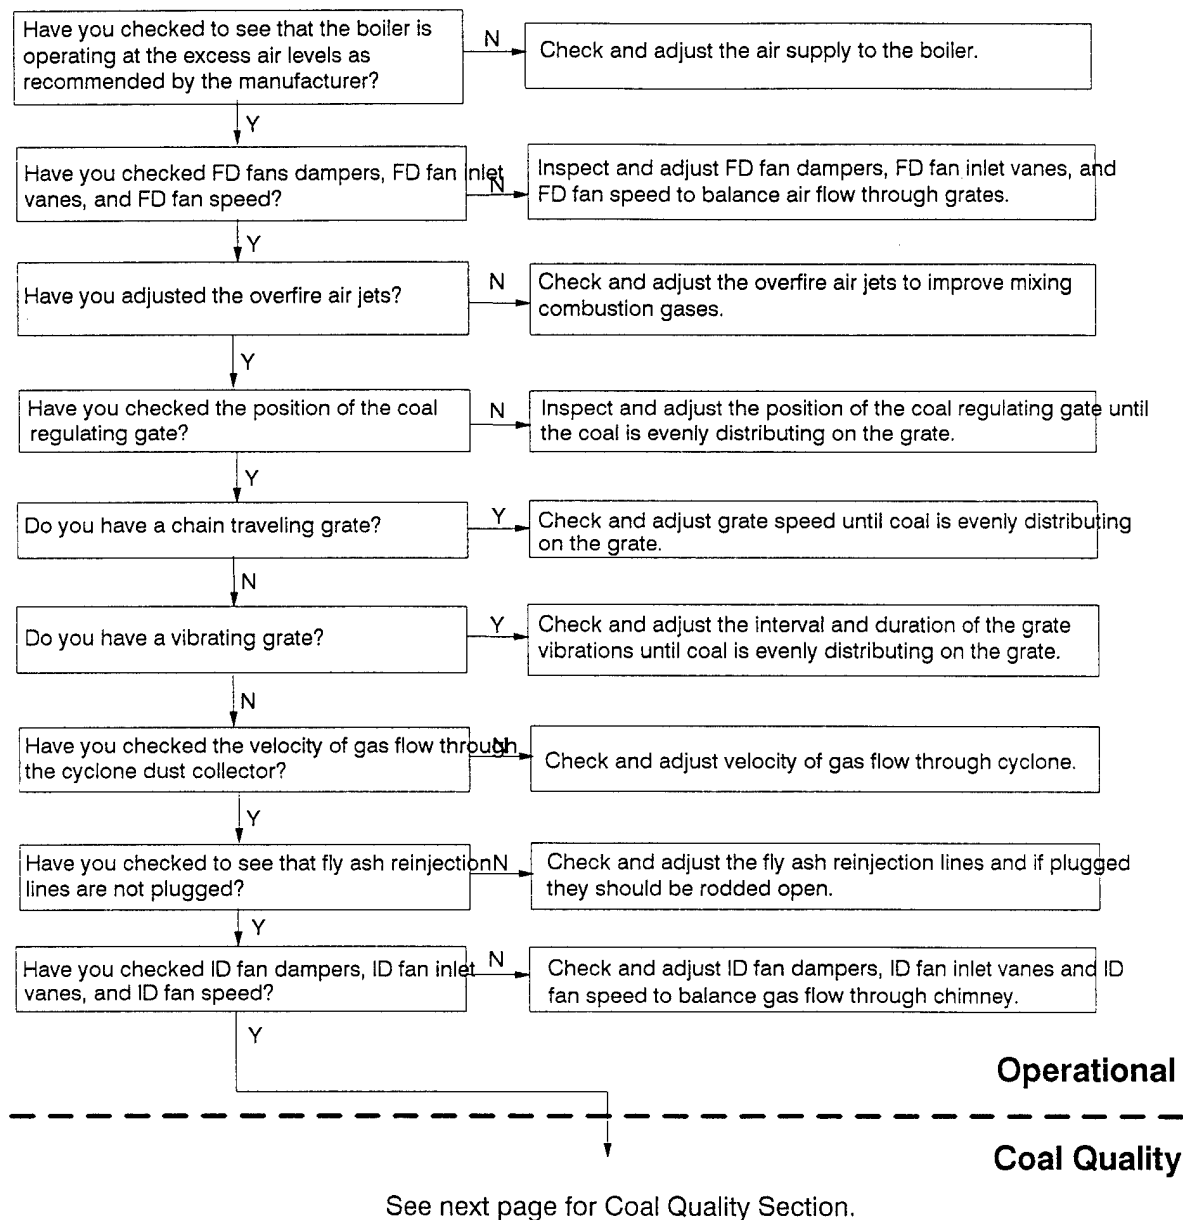 Have you checked to see that the boiler is
operating at the excess air levels as
recommended by the manufacturer?
N
Check and adjust the air supply to the boiler.
Y
Have you checked FD fans dampers, FD fan inlet
vanes, and FD fan speed?
N
Inspect and adjust FD fan dampers, FD fan inlet vanes, and
FD fan speed to balance air flow through grates.
Y
Have you adjusted the overfire air jets?
N
Check and adjust the overfire air jets to improve mixing
combustion gases.
Y
Have you checked the position of the coal
regulating gate?
N
Inspect and adjust the position of the coal regulating gate until
the coal is evenly distributing on the grate.
Y
Do you have a chain traveling grate?
Y
Check and adjust grate speed until coal is evenly distributing
on the grate.
N
Do you have a vibrating grate?
Y
Check and adjust the interval and duration of the grate
vibrations until coal is evenly distributing on the grate.
N
Have you checked the velocity of gas flow through
the cyclone dust collector?
N
Check and adjust velocity of gas flow through cyclone.
Y
Have you checked to see that fly ash reinjection
lines are not plugged?
N
Check and adjust the fly ash reinjection lines and if plugged
they should be rodded open.
Y
Have you checked ID fan dampers, ID fan inlet
vanes, and ID fan speed?
N
Check and adjust ID fan dampers, ID fan inlet vanes and ID
fan speed to balance gas flow through chimney.
Y
Operational
Coal Quality
See next page for Coal Quality Section.